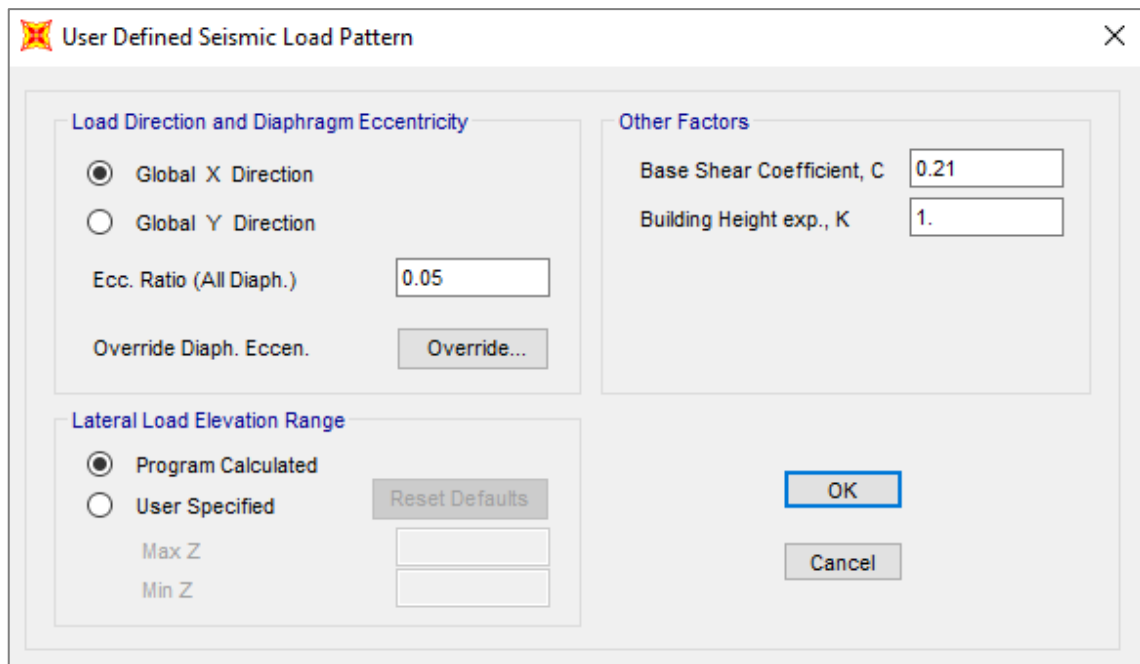 User Defined Seismic Load Pattern
Load Direction and Diaphragm Eccentricity
Global X Direction
Global Y Direction
Ecc. Ratio (All Diaph.) 0.05
Override Diaph. Eccen. Override...
Other Factors
Base Shear Coefficient, C 0.21
Building Height exp., K 1.
Lateral Load Elevation Range
Program Calculated
User Specified Reset Defaults
Max Z
Min Z
OK
Cancel